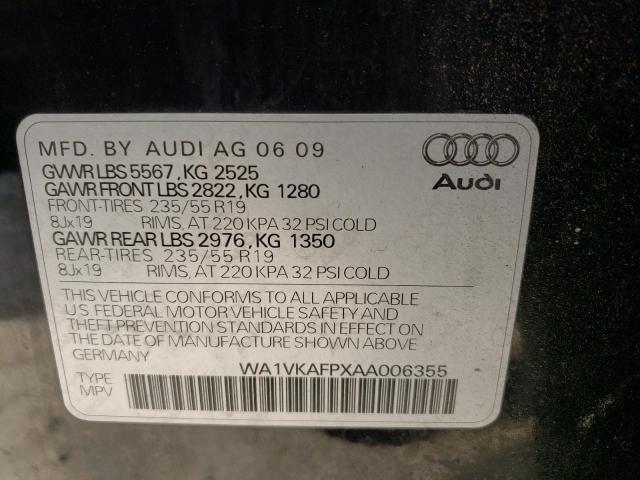 MFD. BY AUDI AG 06 09
GVWR LBS 5567, KG 2525
GAWR FRONT LBS 2822, KG 1280
FRONT-TIRES 235/55 R19
8Jx19 RIMS, AT 220 KPA 32 PSI COLD
GAWR REAR LBS 2976, KG 1350
REAR-TIRES 235/55 R19
8Jx19 RIMS, AT 220 KPA 32 PSI COLD
Audi
THIS VEHICLE CONFORMS TO ALL APPLICABLE
US FEDERAL MOTOR VEHICLE SAFETY AND
THEFT PREVENTION STANDARDS IN EFFECT ON
THE DATE OF MANUFACTURE SHOWN ABOVE
GERMANY
WA1VKAFPXAA006355
TYPE
MPV